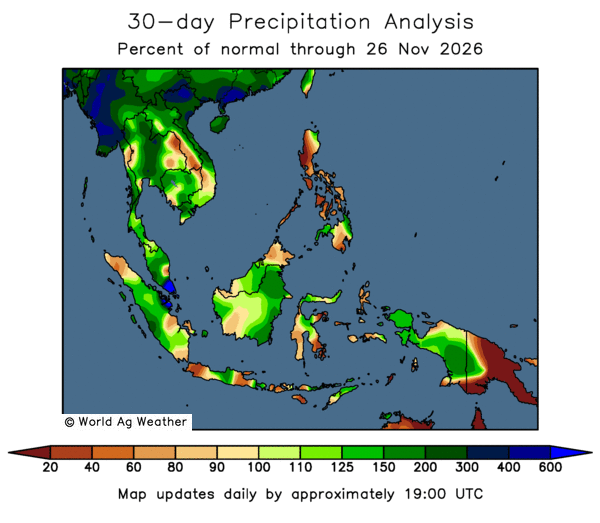 30-day Precipitation Analysis
Percent of normal through 26 Nov 2026
© World Ag Weather
20 40 60 80 90 100 110 125 150 200 300 400 600
Map updates daily by approximately 19:00 UTC